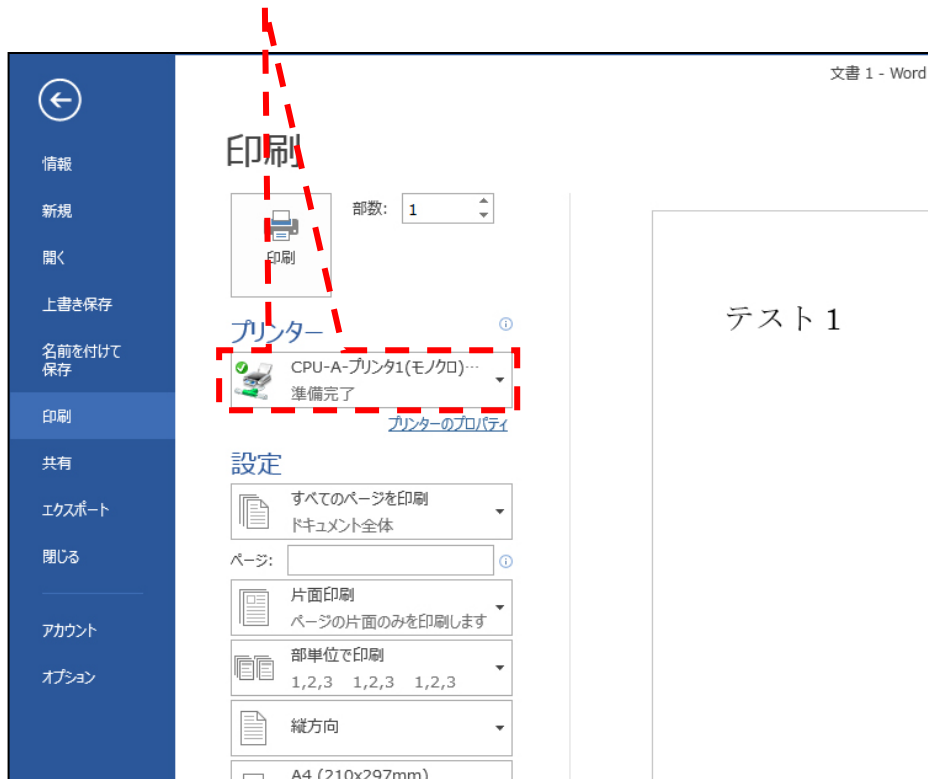 文書 1 - Word
情報
新規
開く
上書き保存
名前を付けて
保存
印刷
共有
エクスポート
閉じる
アカウント
オプション
印刷
印刷
部数: 1
プリンター
CPU-A-プリンタ1(モノクロ)…
準備完了
プリンターのプロパティ
設定
すべてのページを印刷
ドキュメント全体
ページ:
片面印刷
ページの片面のみを印刷します
部単位で印刷
1,2,3 1,2,3 1,2,3
縦方向
A4 (210x297mm)
テスト1